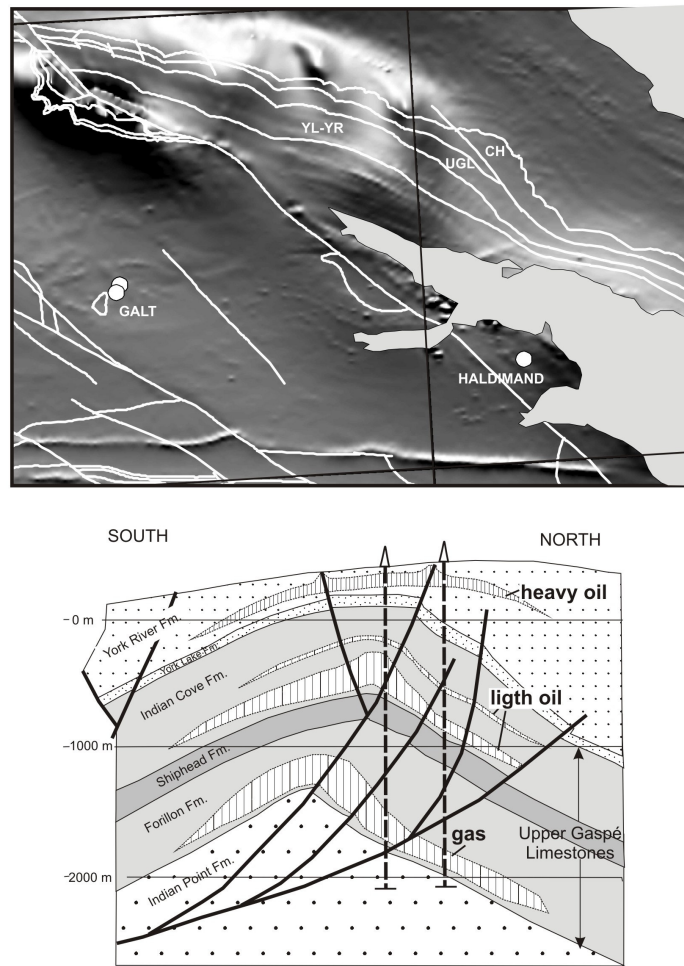 YL-YR
UGL
CH
GALT
HALDIMAND
SOUTH
NORTH
heavy oil
0 m
York River Fm.
York Lake Fm.
Indian Cove Fm.
ligth oil
-1000 m
Shiphead Fm.
Forillon Fm.
gas
Upper Gaspé
Limestones
Indian Point Fm.
-2000 m